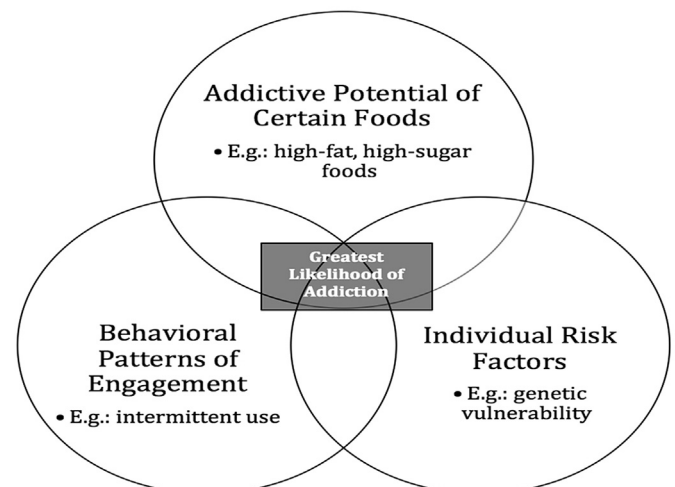 Addictive Potential of
Certain Foods
• E.g.: high-fat, high-sugar
foods
Greatest
Likelihood of
Addiction
Behavioral
Patterns of
Engagement
• E.g.: intermittent use
Individual Risk
Factors
• E.g.: genetic
vulnerability